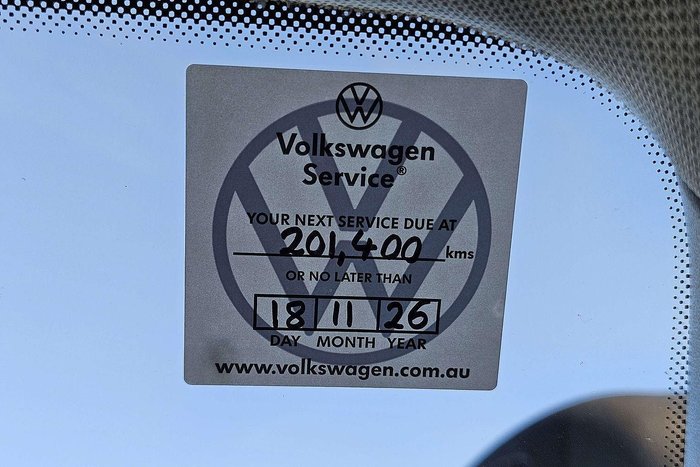 Volkswagen
Service®
YOUR NEXT SERVICE DUE AT
201,400 kms
OR NO LATER THAN
18 11 26
DAY MONTH YEAR
www.volkswagen.com.au